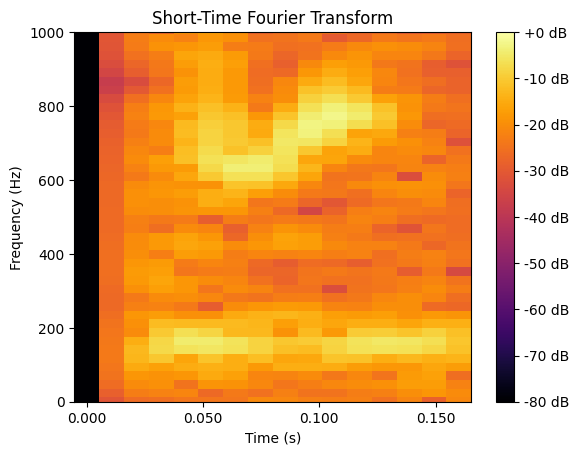 Short-Time Fourier Transform
1000
800
600
400
200
0
Frequency (Hz)
0.000
0.050
0.100
0.150
Time (s)
+0 dB
-10 dB
-20 dB
-30 dB
-40 dB
-50 dB
-60 dB
-70 dB
-80 dB